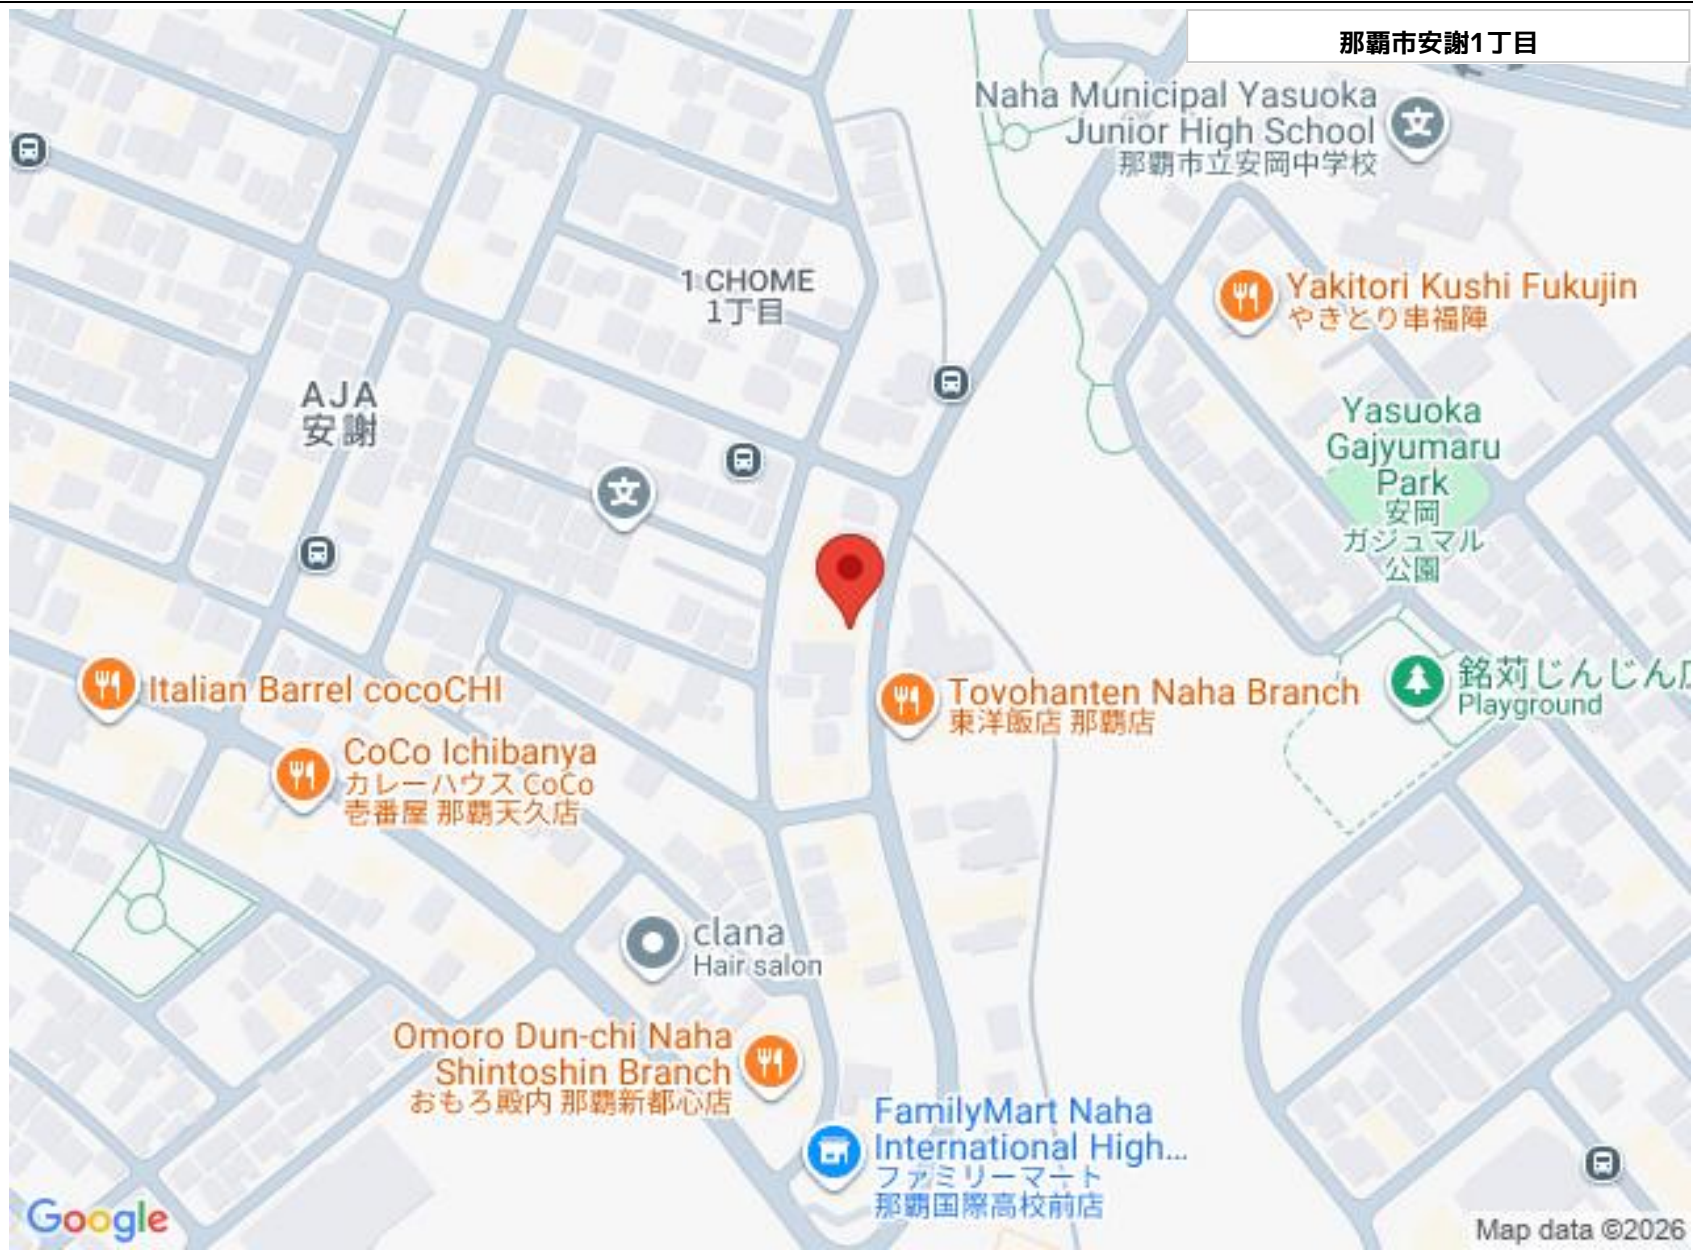 那覇市安謝1丁目
Naha Municipal Yasuoka
Junior High School
那覇市立安岡中学校
1 CHOME
1丁目
Yakitori Kushi Fukujin
やきとり串福陣
AJA
安謝
Yasuoka
Gajyumaru
Park
安岡
ガジュマル
公園
Italian Barrel cocoCHI
Toyohanten Naha Branch
東洋飯店 那覇店
銘苅じんじん
Playground
CoCo Ichibanya
カレーハウス CoCo
壱番屋 那覇天久店
clana
Hair salon
Omoro Dun-chi Naha
Shintoshin Branch
おもろ殿内 那覇新都心店
FamilyMart Naha
International High...
ファミリーマート
那覇国際高校前店
Google
Map data ©2026